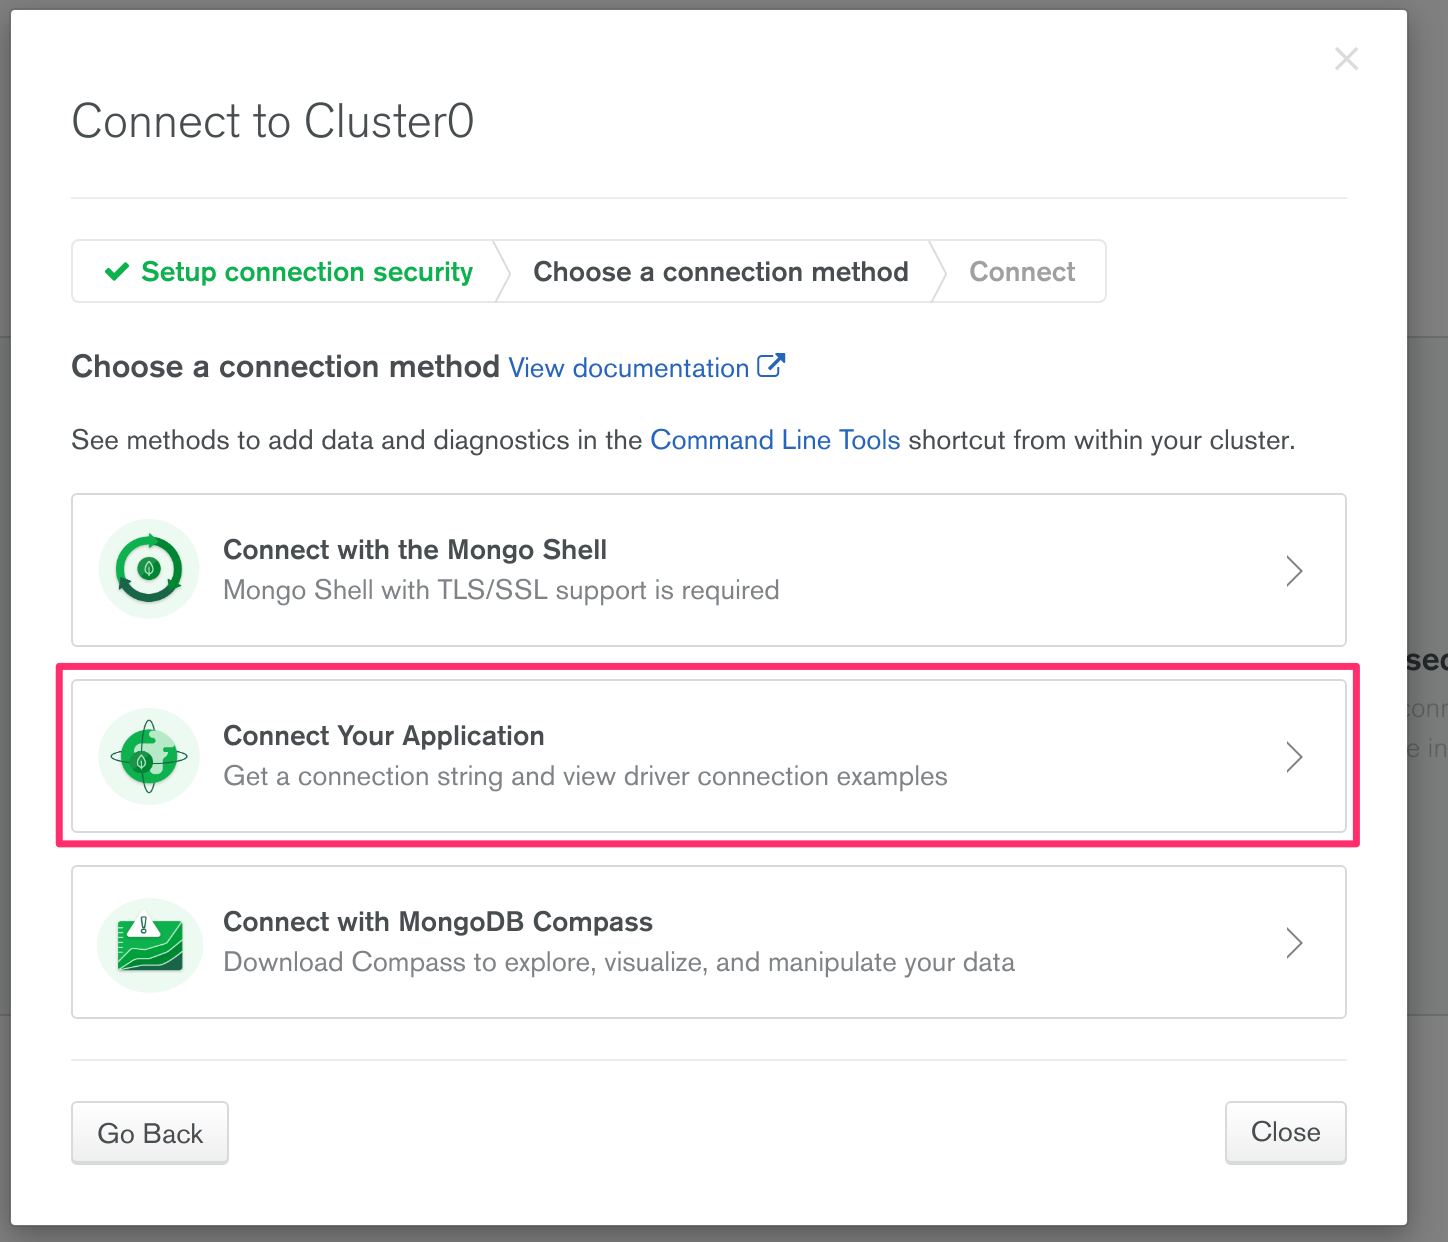 Connect to Cluster0
Setup connection security
Choose a connection method
Connect
Choose a connection method View documentation
See methods to add data and diagnostics in the Command Line Tools shortcut from within your cluster.
Connect with the Mongo Shell
Mongo Shell with TLS/SSL support is required
Connect Your Application
Get a connection string and view driver connection examples
Connect with MongoDB Compass
Download Compass to explore, visualize, and manipulate your data
Go Back
Close